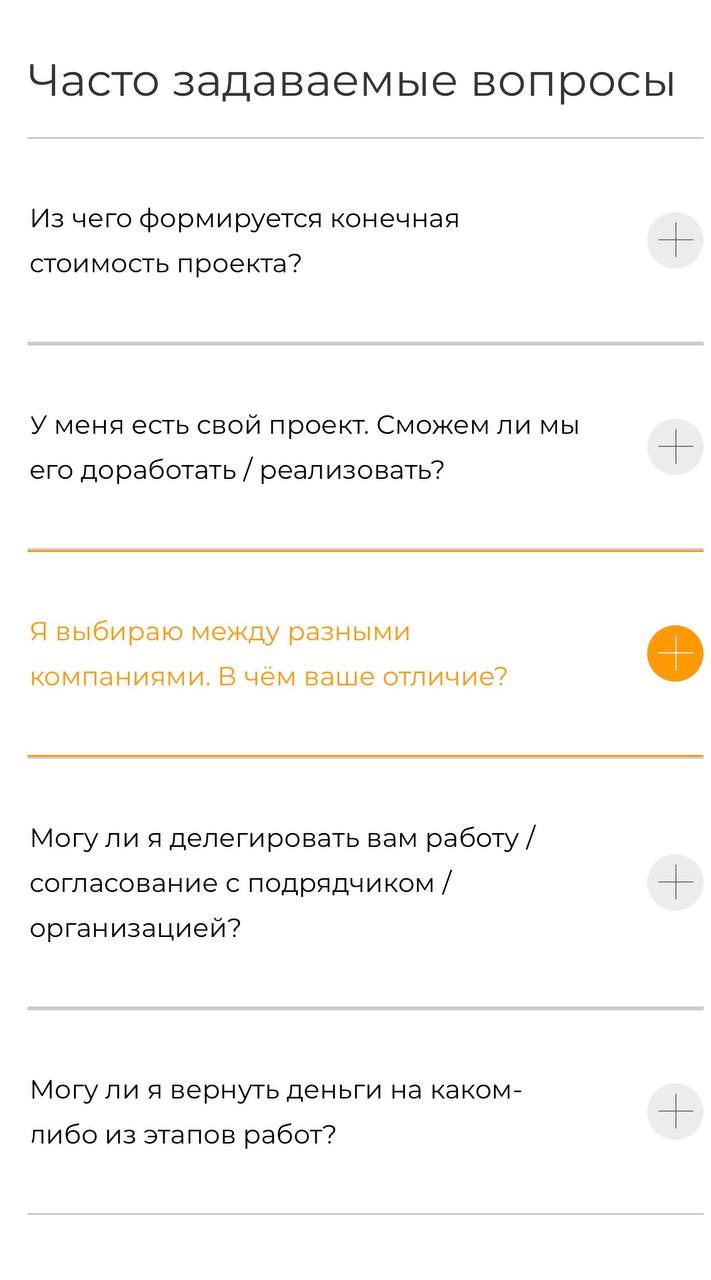 Часто задаваемые вопросы
Из чего формируется конечная
стоимость проекта?
У меня есть свой проект. Сможем ли мы
его доработать / реализовать?
Я выбираю между разными
компаниями. В чём ваше отличие?
Могу ли я делегировать вам работу /
согласование с подрядчиком /
организацией?
Могу ли я вернуть деньги на каком-
либо из этапов работ?